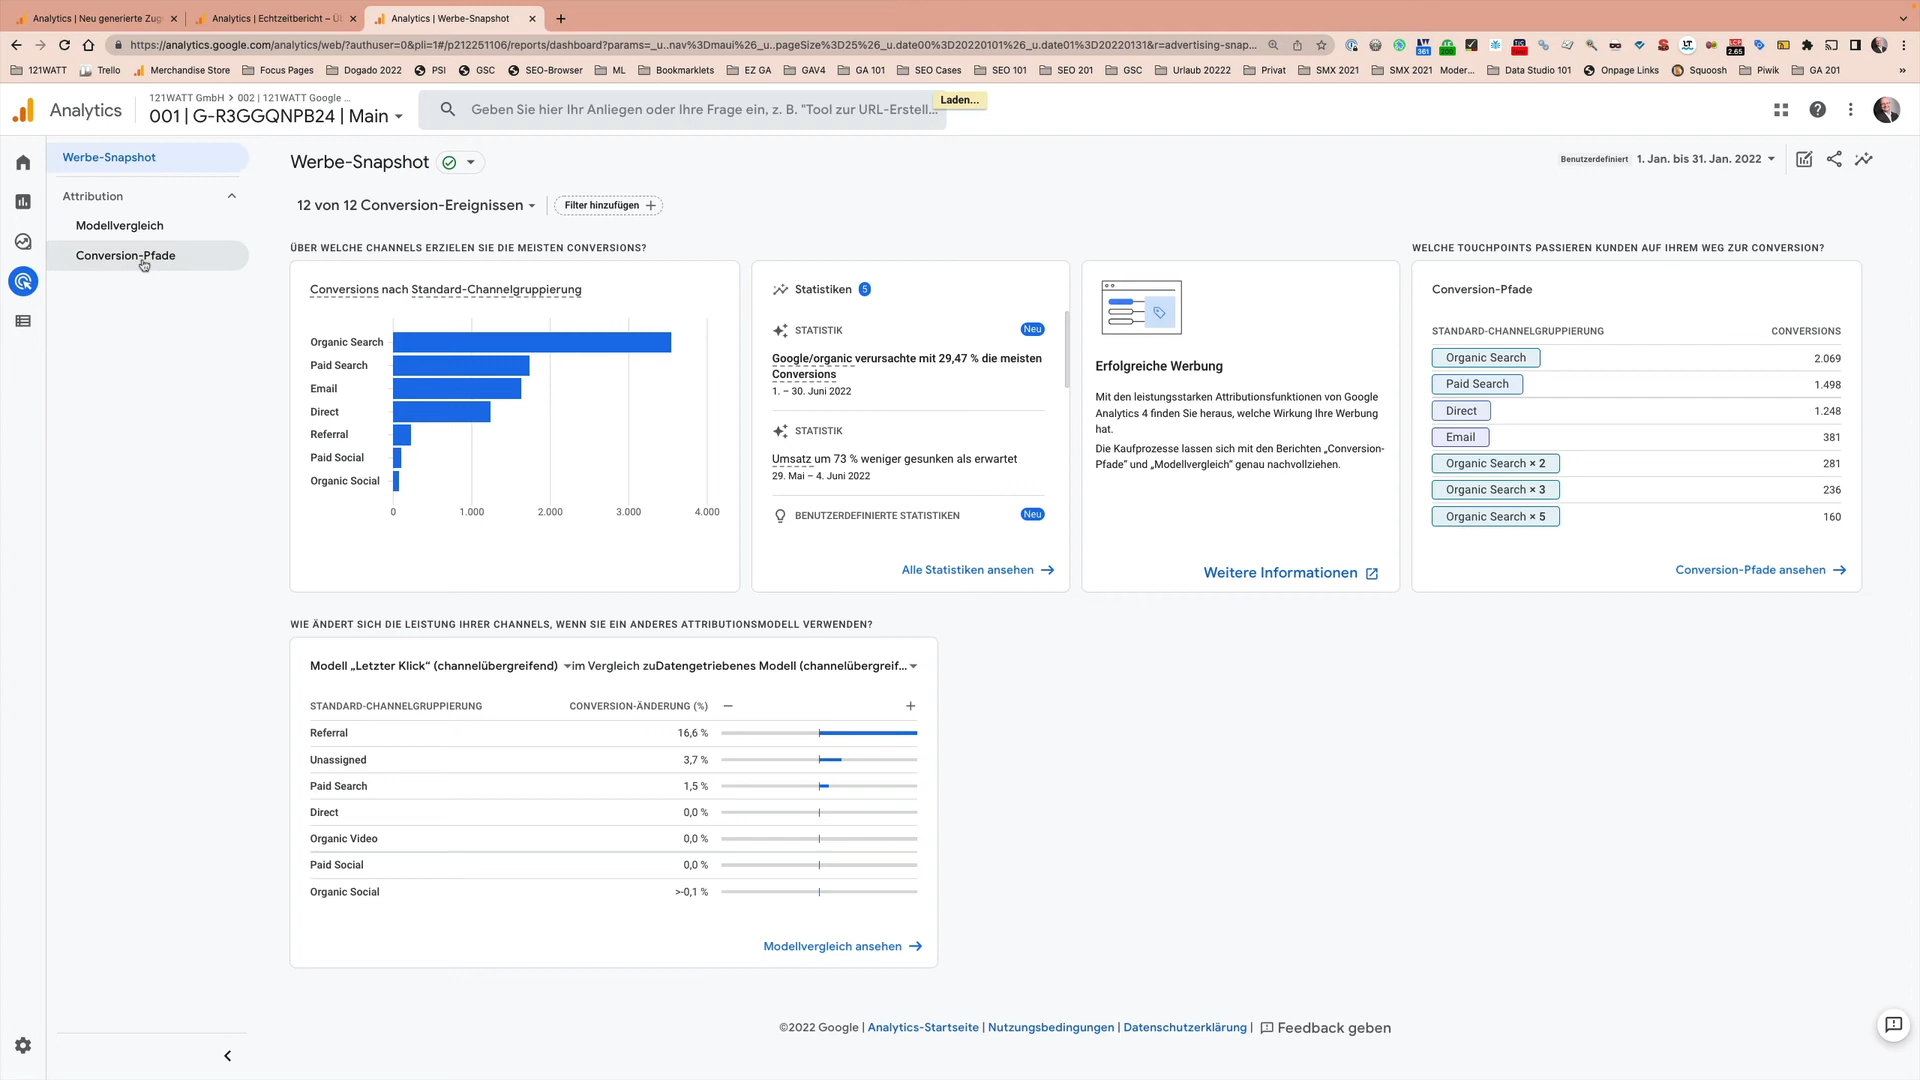 Analytics | Neu generierte Zug
Analytics | Echtzeitbericht – Üb
Analytics | Werbe-Snapshot
https://analytics.google.com/analytics/web/?authuser=0&pli=1#/p212251106/reports/dashboard?params=_u..nav%3Dmaui%26_u..pageSize%3D25%26_u.date00%3D20220101%26_u.date01%3D20220131&r=advertising-snap...
121WATT
Trello
Merchandise Store
Focus Pages
Dogado 2022
PSI
GSC
SEO-Browser
ML
Bookmarklets
EZ GA
GAV4
GA 101
SEO Cases
SEO 101
SEO 201
GSC
Urlaub 20222
Privat
SMX 2021
SMX 2021
Moder...
Data Studio 101
Onpage Links
Squoosh
Piwik
GA 201
Analytics
121WATT GmbH > 002 | 121WATT Google ...
001 | G-R3GGQNPB24 | Main
Geben Sie hier Ihr Anliegen oder Ihre Frage ein, z. B. "Tool zur URL-Erstell...
Laden...
Werbe-Snapshot
Attribution
Modellvergleich
Conversion-Pfade
Werbe-Snapshot
Benutzerdefiniert 1. Jan. bis 31. Jan. 2022
12 von 12 Conversion-Ereignissen
Filter hinzufügen
ÜBER WELCHE CHANNELS ERZIELEN SIE DIE MEISTEN CONVERSIONS?
Conversions nach Standard-Channelgruppierung
Organic Search
Paid Search
Email
Direct
Referral
Paid Social
Organic Social
0 1.000 2.000 3.000 4.000
Statistiken 5
STATISTIK Neu
Google/organic verursachte mit 29,47 % die meisten
Conversions
1. – 30. Juni 2022
STATISTIK
Umsatz um 73 % weniger gesunken als erwartet
29. Mai – 4. Juni 2022
BENUTZERDEFINIERTE STATISTIKEN Neu
Alle Statistiken ansehen
Erfolgreiche Werbung
Mit den leistungsstarken Attributionsfunktionen von Google
Analytics 4 finden Sie heraus, welche Wirkung Ihre Werbung
hat.
Die Kaufprozesse lassen sich mit den Berichten „Conversion-
Pfade“ und „Modellvergleich“ genau nachvollziehen.
Weitere Informationen
WELCHE TOUCHPOINTS PASSIEREN KUNDEN AUF IHREM WEG ZUR CONVERSION?
Conversion-Pfade
STANDARD-CHANNELGRUPPIERUNG CONVERSIONS
Organic Search 2.069
Paid Search 1.498
Direct 1.248
Email 381
Organic Search × 2 281
Organic Search × 3 236
Organic Search × 5 160
Conversion-Pfade ansehen
WIE ÄNDERT SICH DIE LEISTUNG IHRER CHANNELS, WENN SIE EIN ANDERES ATTRIBUTIONSMODELL VERWENDEN?
Modell „Letzter Klick“ (channelübergreifend) im Vergleich zu Datengetriebenes Modell (channelübergreif...
STANDARD-CHANNELGRUPPIERUNG CONVERSION-ÄNDERUNG (%) − +
Referral 16,6 %
Unassigned 3,7 %
Paid Search 1,5 %
Direct 0,0 %
Organic Video 0,0 %
Paid Social 0,0 %
Organic Social >-0,1 %
Modellvergleich ansehen
©2022 Google | Analytics-Startseite | Nutzungsbedingungen | Datenschutzerklärung | Feedback geben